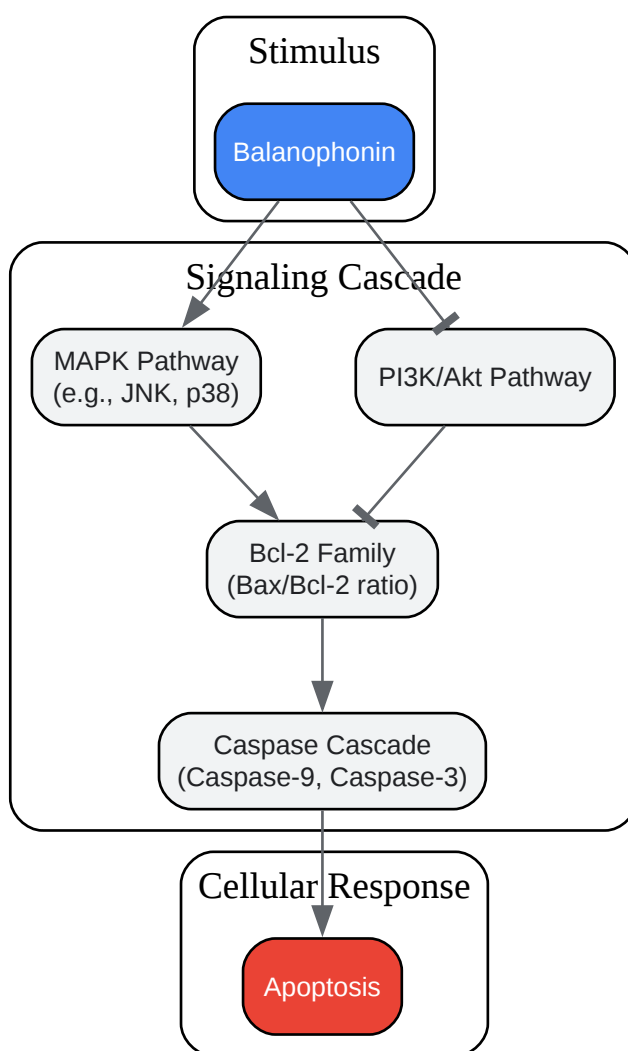 Stimulus
Balanophonin
Signaling Cascade
MAPK Pathway
(e.g., JNK, p38)
PI3K/Akt Pathway
Bcl-2 Family
(Bax/Bcl-2 ratio)
Caspase Cascade
(Caspase-9, Caspase-3)
Cellular Response
Apoptosis